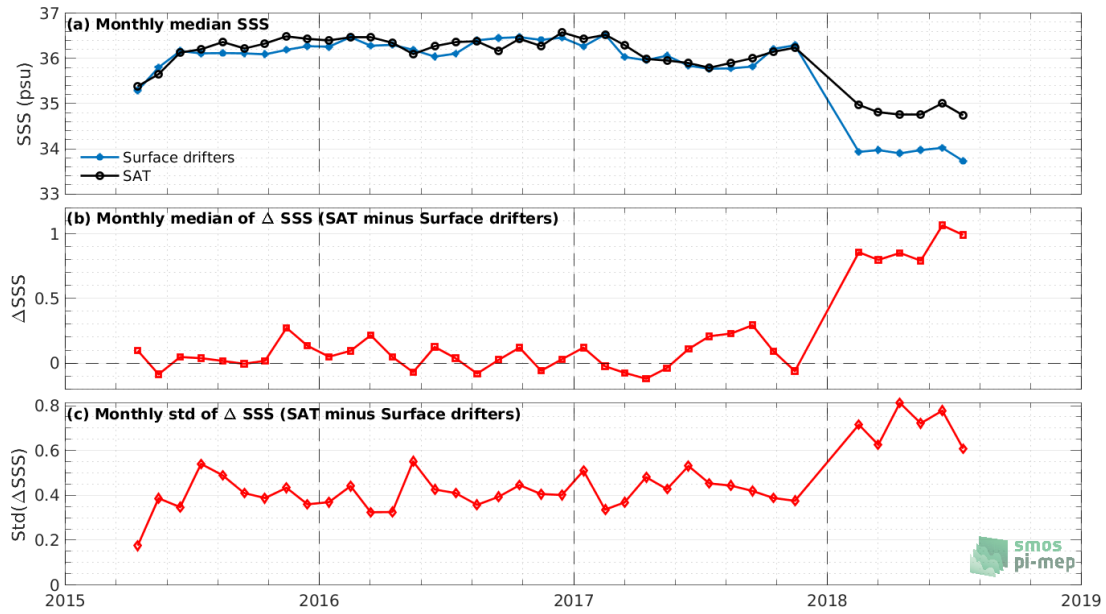 (a) Monthly median SSS
37
36
35
34
33
SSS (psu)
Surface drifters
SAT
(b) Monthly median of Δ SSS (SAT minus Surface drifters)
1
0.5
0
ΔSSS
(c) Monthly std of Δ SSS (SAT minus Surface drifters)
0.8
0.6
0.4
0.2
0
Std(ΔSSS)
2015
2016
2017
2018
2019
smos
pi-mep